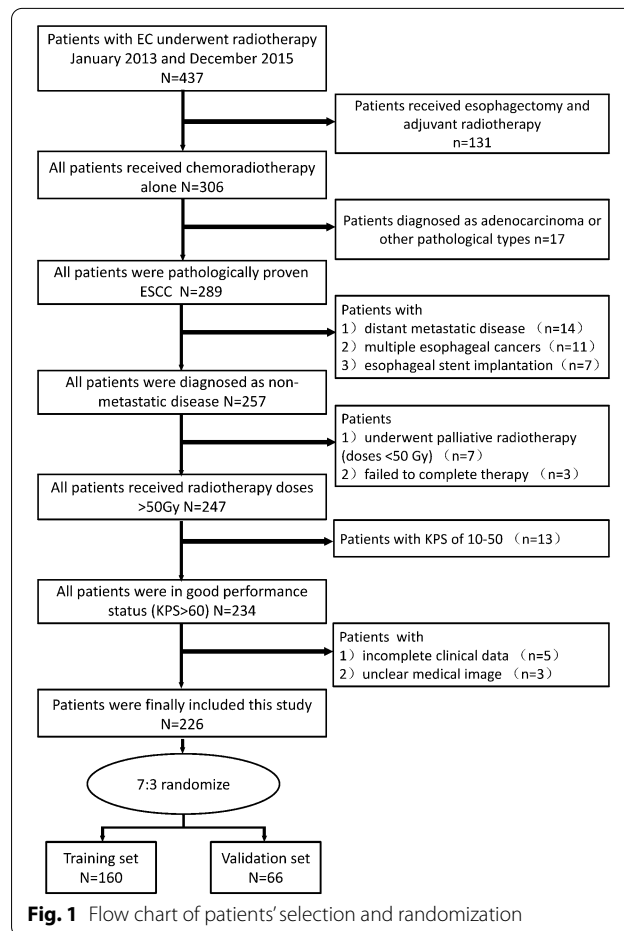 Patients with EC underwent radiotherapy
January 2013 and December 2015
N=437
Patients received esophagectomy and
adjuvant radiotherapy
n=131
All patients received chemoradiotherapy
alone N=306
Patients diagnosed as adenocarcinoma or
other pathological types n=17
All patients were pathologically proven
ESCC N=289
Patients with
1）distant metastatic disease （n=14）
2）multiple esophageal cancers（n=11）
3）esophageal stent implantation（n=7）
All patients were diagnosed as non-
metastatic disease N=257
Patients
1）underwent palliative radiotherapy
(doses <50 Gy) （n=7）
2）failed to complete therapy （n=3）
All patients received radiotherapy doses
>50Gy N=247
Patients with KPS of 10-50 （n=13）
All patients were in good performance
status (KPS>60) N=234
Patients with
1）incomplete clinical data （n=5）
2）unclear medical image （n=3）
Patients were finally included this study
N=226
7:3 randomize
Training set
N=160
Validation set
N=66
Fig. 1 Flow chart of patients’ selection and randomization